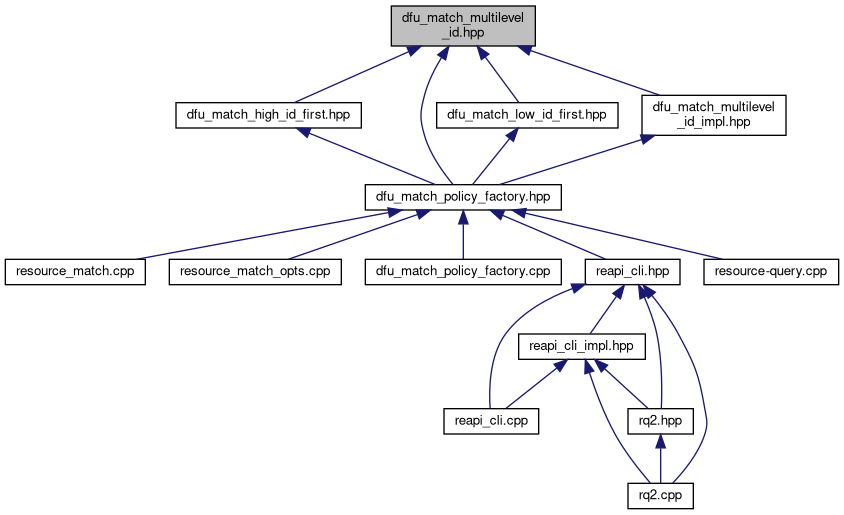 dfu_match_multilevel
_id.hpp
dfu_match_high_id_first.hpp
dfu_match_low_id_first.hpp
dfu_match_multilevel
_id_impl.hpp
dfu_match_policy_factory.hpp
resource_match.cpp
resource_match_opts.cpp
dfu_match_policy_factory.cpp
reapi_cli.hpp
resource-query.cpp
reapi_cli_impl.hpp
reapi_cli.cpp
rq2.hpp
rq2.cpp